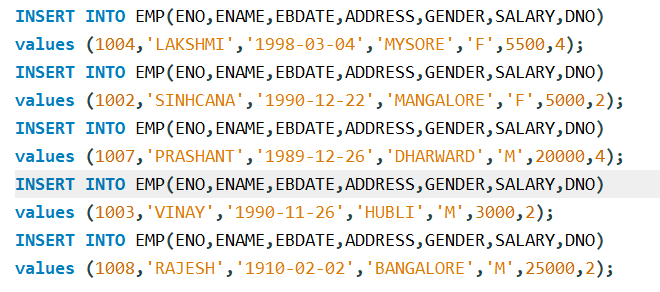 INSERT INTO EMP(ENO,ENAME,EBDATE,ADDRESS,GENDER,SALARY,DNO)
values (1004,'LAKSHMI','1998-03-04','MYSORE','F',5500,4);
INSERT INTO EMP(ENO,ENAME,EBDATE,ADDRESS,GENDER,SALARY,DNO)
values (1002,'SINHCANA','1990-12-22','MANGALORE','F',5000,2);
INSERT INTO EMP(ENO,ENAME,EBDATE,ADDRESS,GENDER,SALARY,DNO)
values (1007,'PRASHANT','1989-12-26','DHARWARD','M',20000,4);
INSERT INTO EMP(ENO,ENAME,EBDATE,ADDRESS,GENDER,SALARY,DNO)
values (1003,'VINAY','1990-11-26','HUBLI','M',3000,2);
INSERT INTO EMP(ENO,ENAME,EBDATE,ADDRESS,GENDER,SALARY,DNO)
values (1008,'RAJESH','1910-02-02','BANGALORE','M',25000,2);